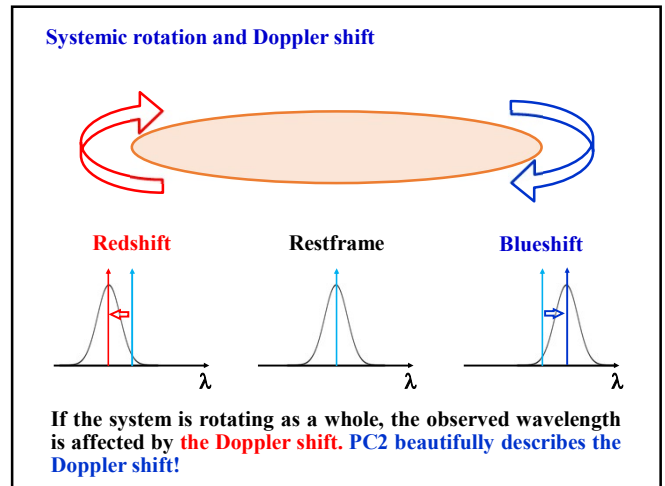 Systemic rotation and Doppler shift
Redshift
Restframe
Blueshift
λ
λ
λ
If the system is rotating as a whole, the observed wavelength
is affected by the Doppler shift. PC2 beautifully describes the
Doppler shift!